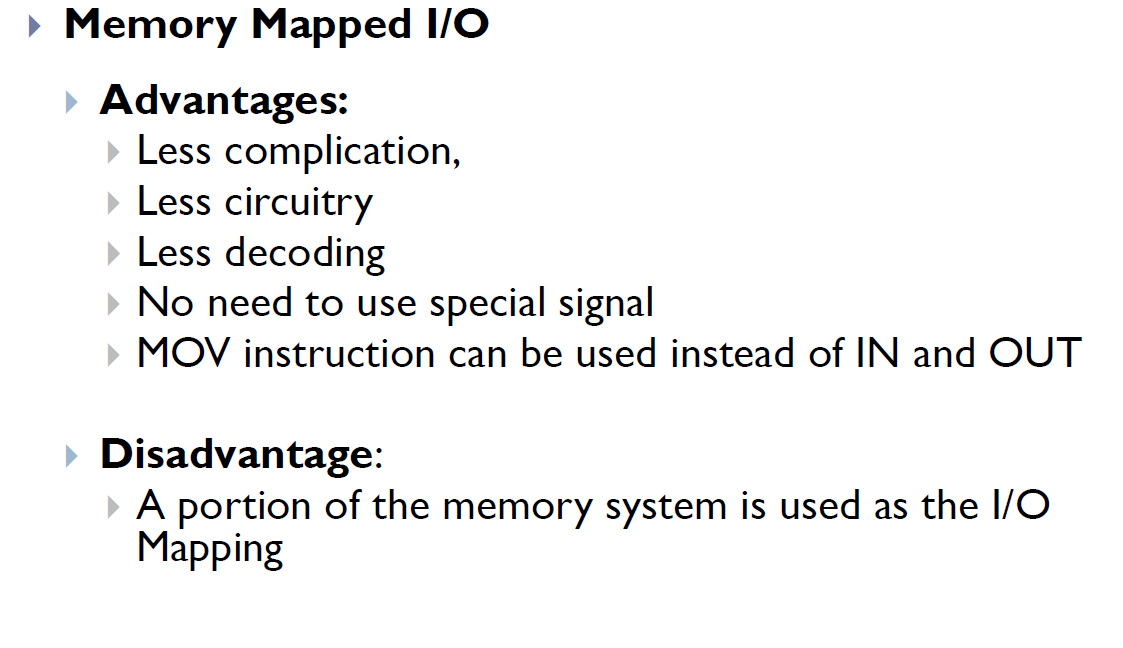 Memory Mapped I/O
Advantages:
Less complication,
Less circuitry
Less decoding
No need to use special signal
MOV instruction can be used instead of IN and OUT
Disadvantage:
A portion of the memory system is used as the I/O
Mapping